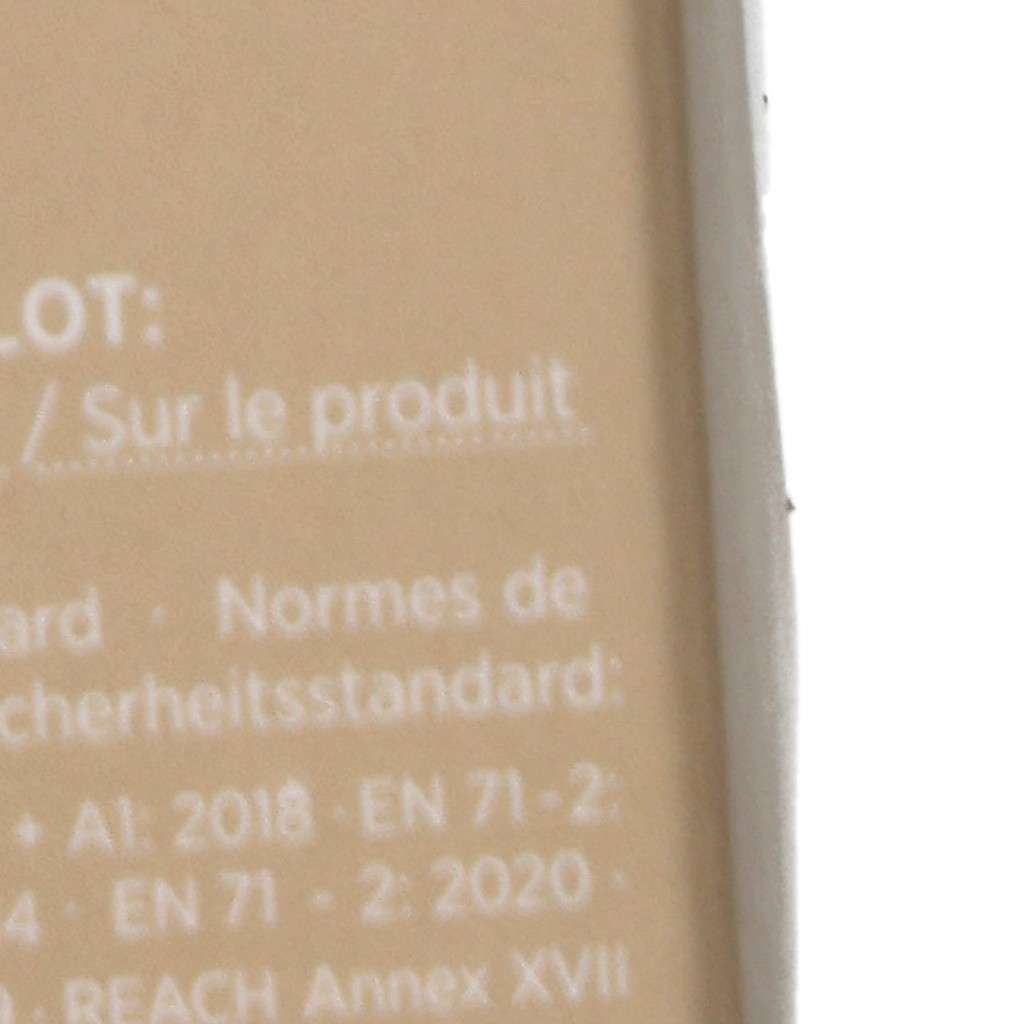 LOT:
/ Sur le produit
ard · Normes de
cherheitsstandard:
+ A1: 2018 · EN 71-2:
4 · EN 71 - 2: 2020 ·
· REACH Annex XVII